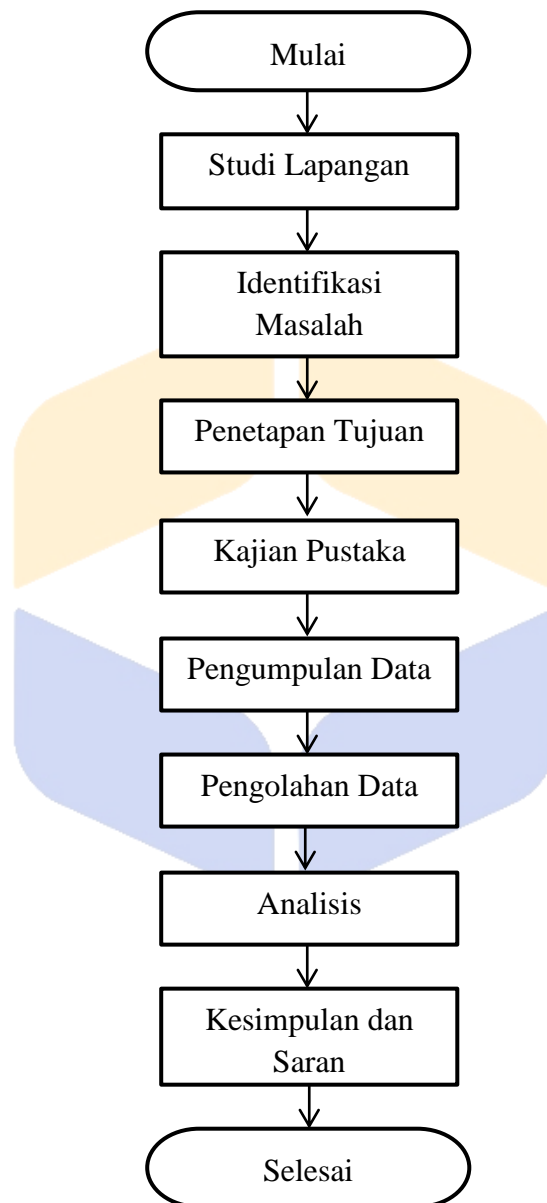 Mulai
Studi Lapangan
Identifikasi
Masalah
Penetapan Tujuan
Kajian Pustaka
Pengumpulan Data
Pengolahan Data
Analisis
Kesimpulan dan
Saran
Selesai